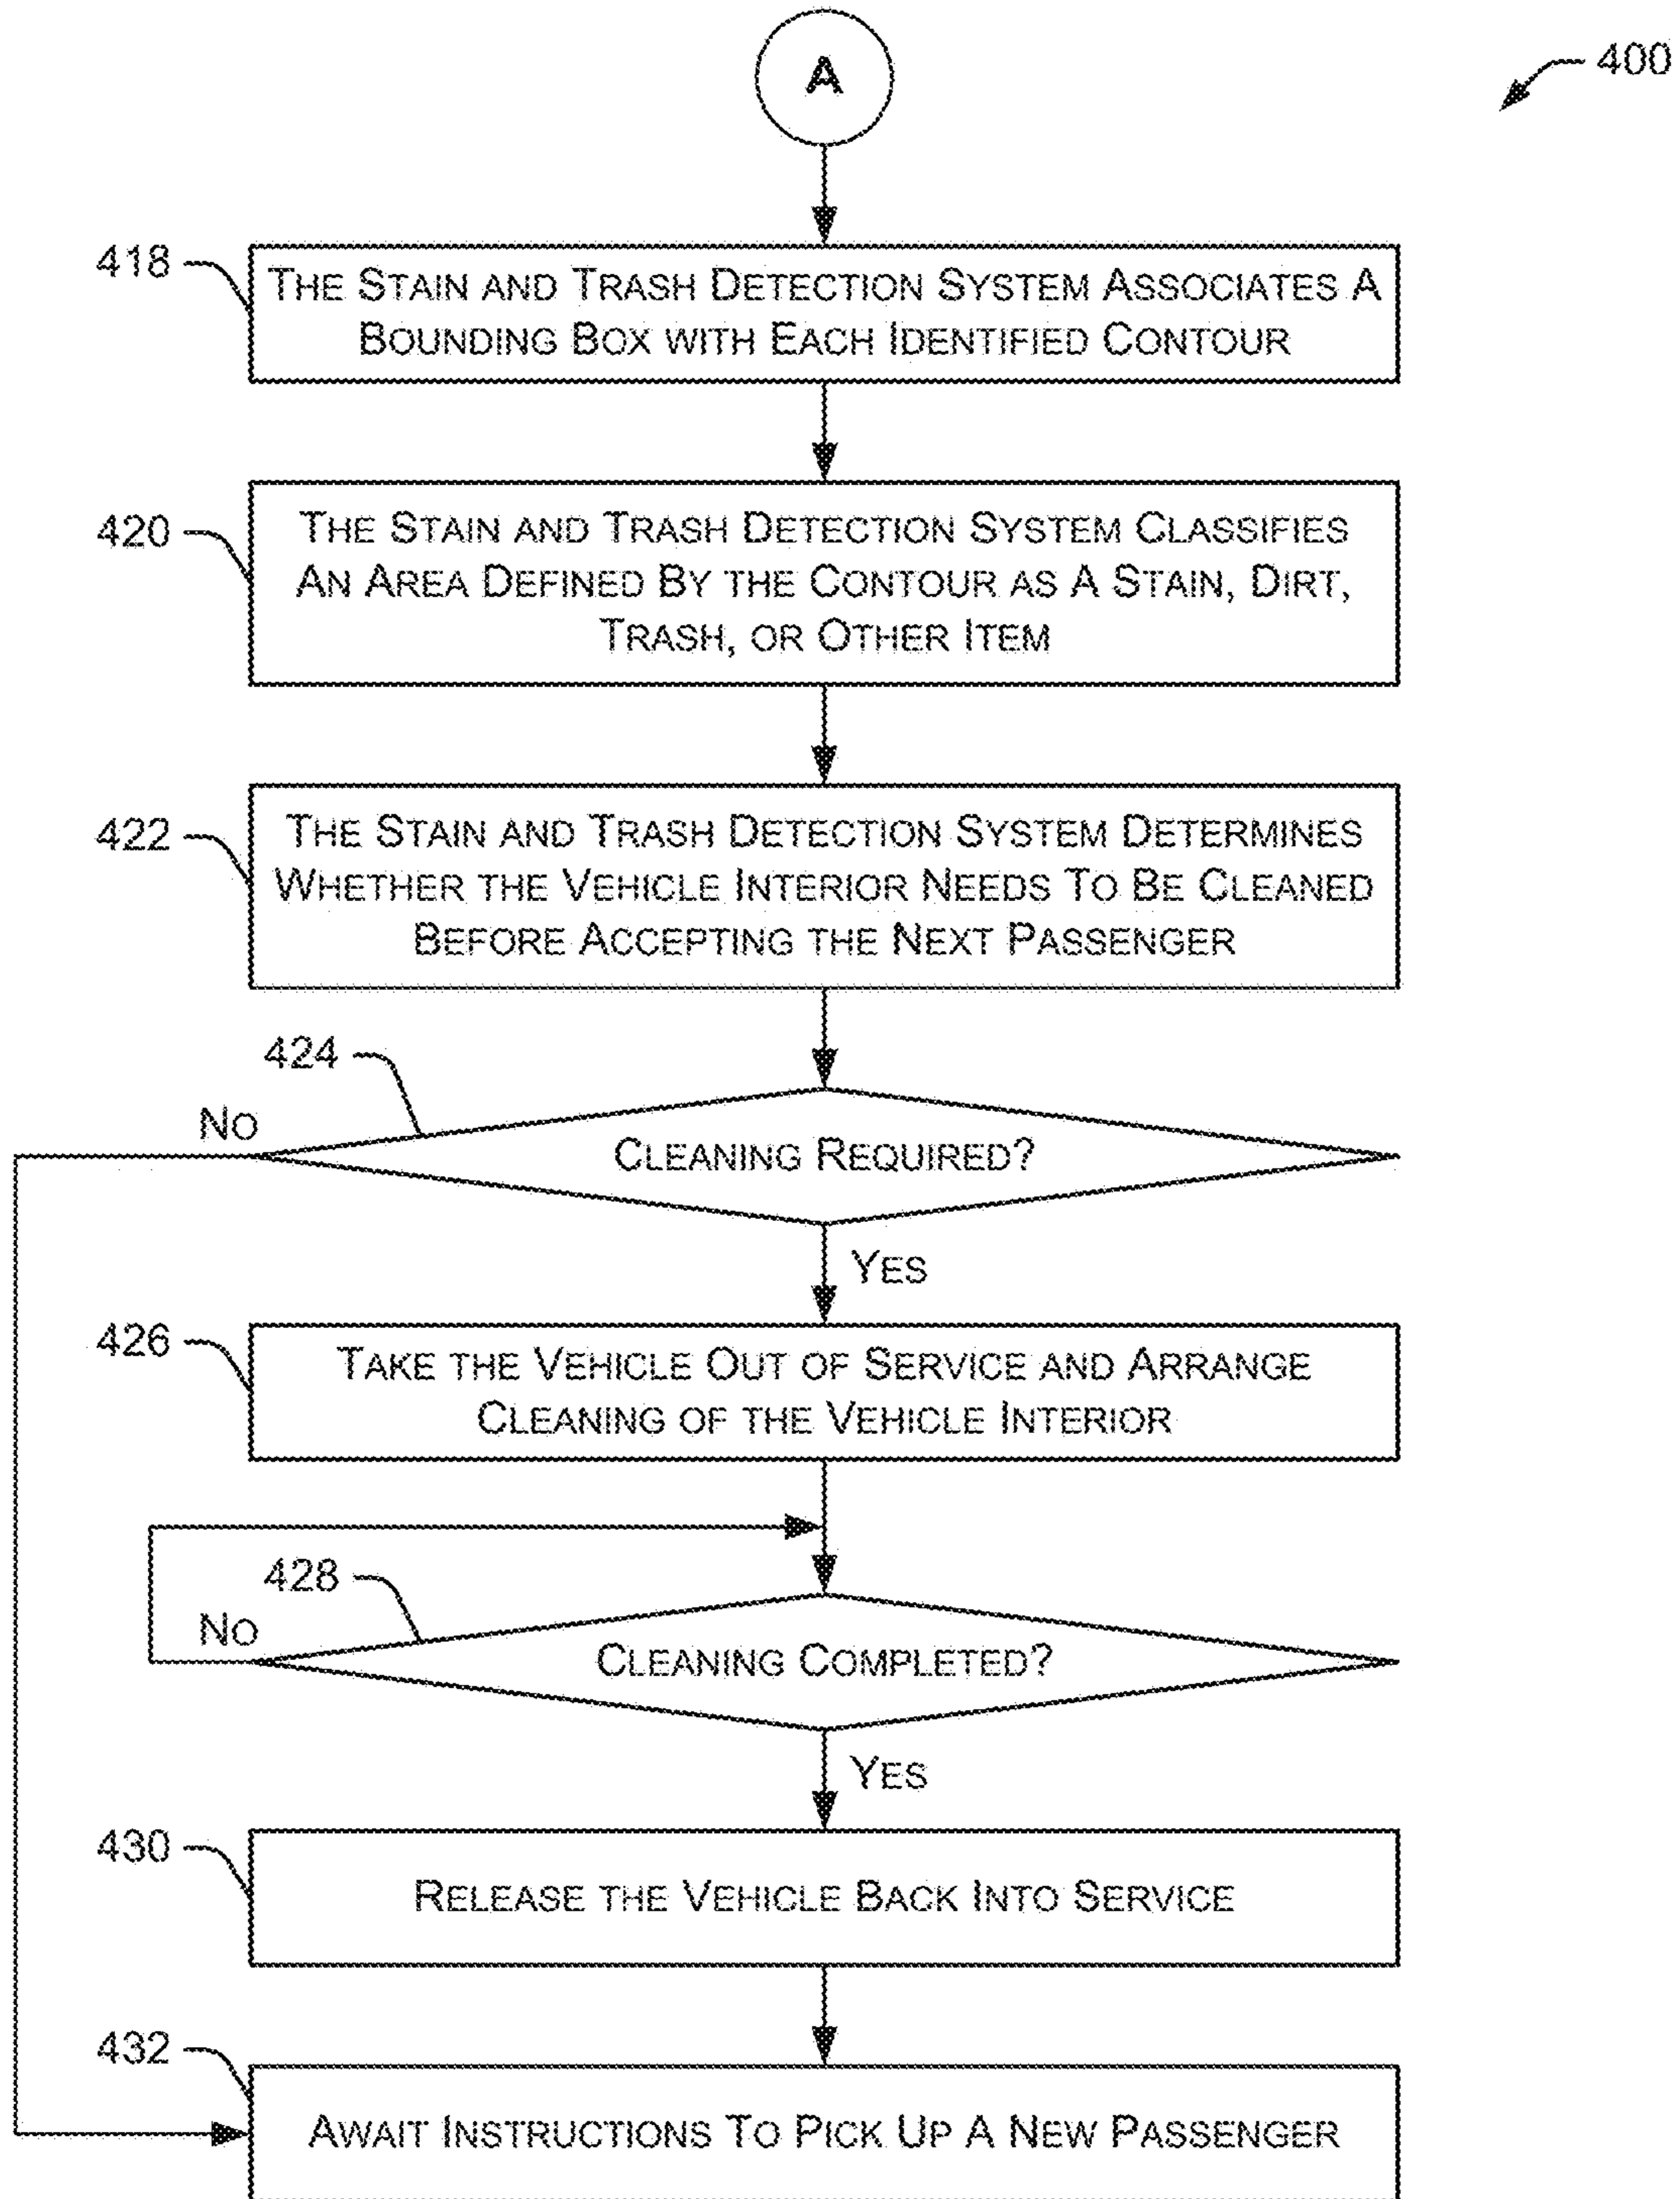 A
400
418
THE STAIN AND TRASH DETECTION SYSTEM ASSOCIATES A
BOUNDING BOX WITH EACH IDENTIFIED CONTOUR
420
THE STAIN AND TRASH DETECTION SYSTEM CLASSIFIES
AN AREA DEFINED BY THE CONTOUR AS A STAIN, DIRT,
TRASH, OR OTHER ITEM
422
THE STAIN AND TRASH DETECTION SYSTEM DETERMINES
WHETHER THE VEHICLE INTERIOR NEEDS TO BE CLEANED
BEFORE ACCEPTING THE NEXT PASSENGER
424
NO
CLEANING REQUIRED?
YES
426
TAKE THE VEHICLE OUT OF SERVICE AND ARRANGE
CLEANING OF THE VEHICLE INTERIOR
428
NO
CLEANING COMPLETED?
YES
430
RELEASE THE VEHICLE BACK INTO SERVICE
432
AWAIT INSTRUCTIONS TO PICK UP A NEW PASSENGER